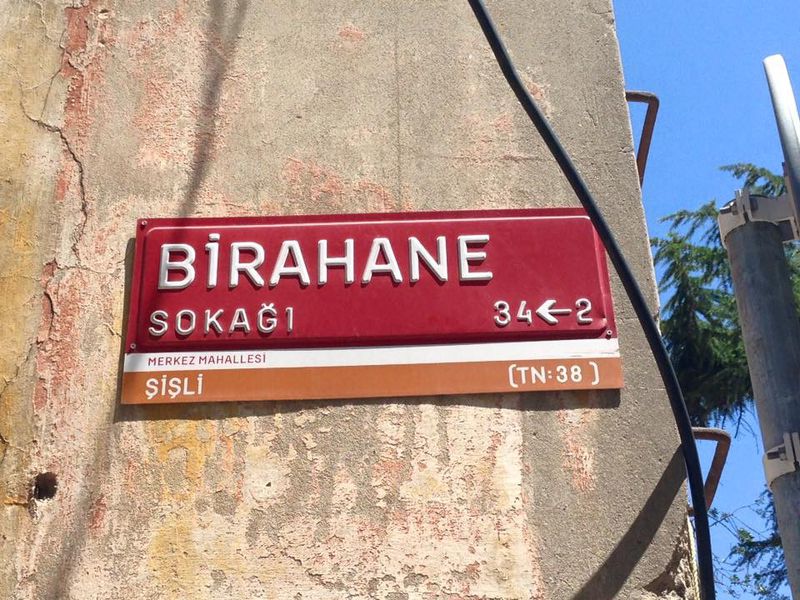 BİRAHANE
SOKAĞI 34←2
MERKEZ MAHALLESİ
ŞİŞLİ (TN:38 )